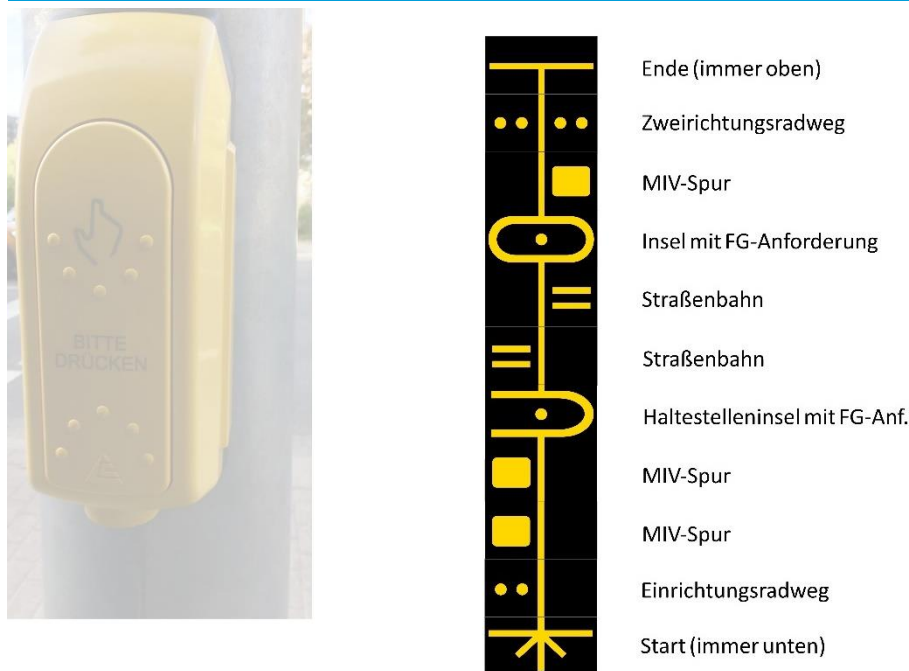 BITTE
DRÜCKEN
Ende (immer oben)
Zweirichtungsradweg
MIV-Spur
Insel mit FG-Anforderung
Straßenbahn
Straßenbahn
Haltestelleninsel mit FG-Anf.
MIV-Spur
MIV-Spur
Einrichtungsradweg
Start (immer unten)